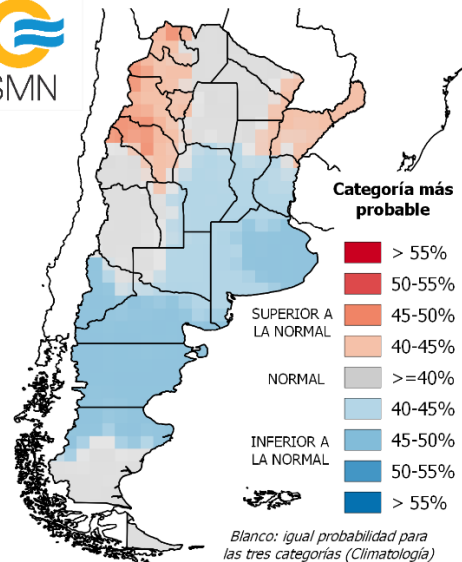 SMN
Categoría más
probable
> 55%
50-55%
45-50%
SUPERIOR A
LA NORMAL
40-45%
NORMAL
>=40%
40-45%
INFERIOR A
LA NORMAL
45-50%
50-55%
> 55%
Blanco: igual probabilidad para
las tres categorías (Climatología)